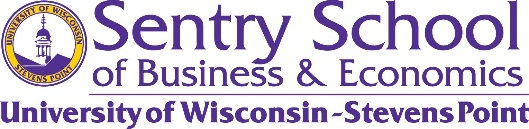 UNIVERSITY OF WISCONSIN
STEVENS POINT
Sentry School
of Business & Economics
University of Wisconsin-Stevens Point